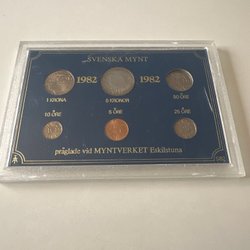 SVENSKA MYNT
1982 1982
1 KRONA 5 KRONOR 50 ÖRE
10 ÖRE 5 ÖRE 25 ÖRE
präglade vid MYNTVERKET Eskilstuna